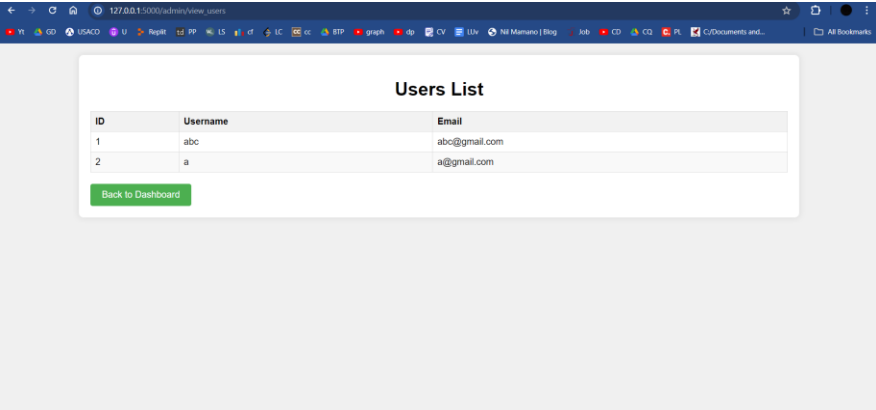 127.0.0.1:5000/admin/view_users
Yt GD USACO U Replit PP LS cf LC cc BTP graph dp CV LUv Nil Mamano | Blog Job CD CQ PL C:/Documents and... All Bookmarks
Users List
ID Username Email
1 abc abc@gmail.com
2 a a@gmail.com
Back to Dashboard